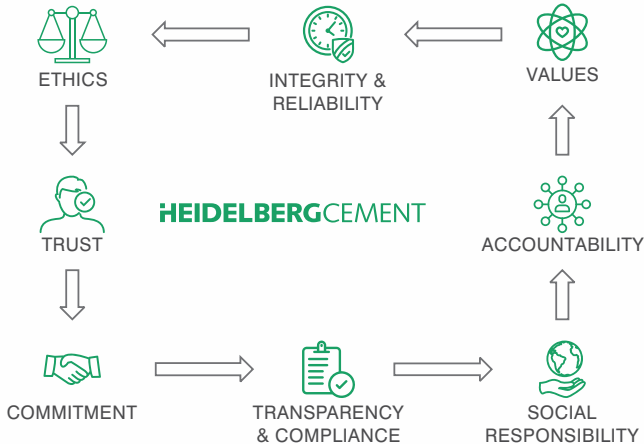 ETHICS
INTEGRITY &
RELIABILITY
VALUES
TRUST
HEIDELBERGCEMENT
ACCOUNTABILITY
COMMITMENT
TRANSPARENCY
& COMPLIANCE
SOCIAL
RESPONSIBILITY